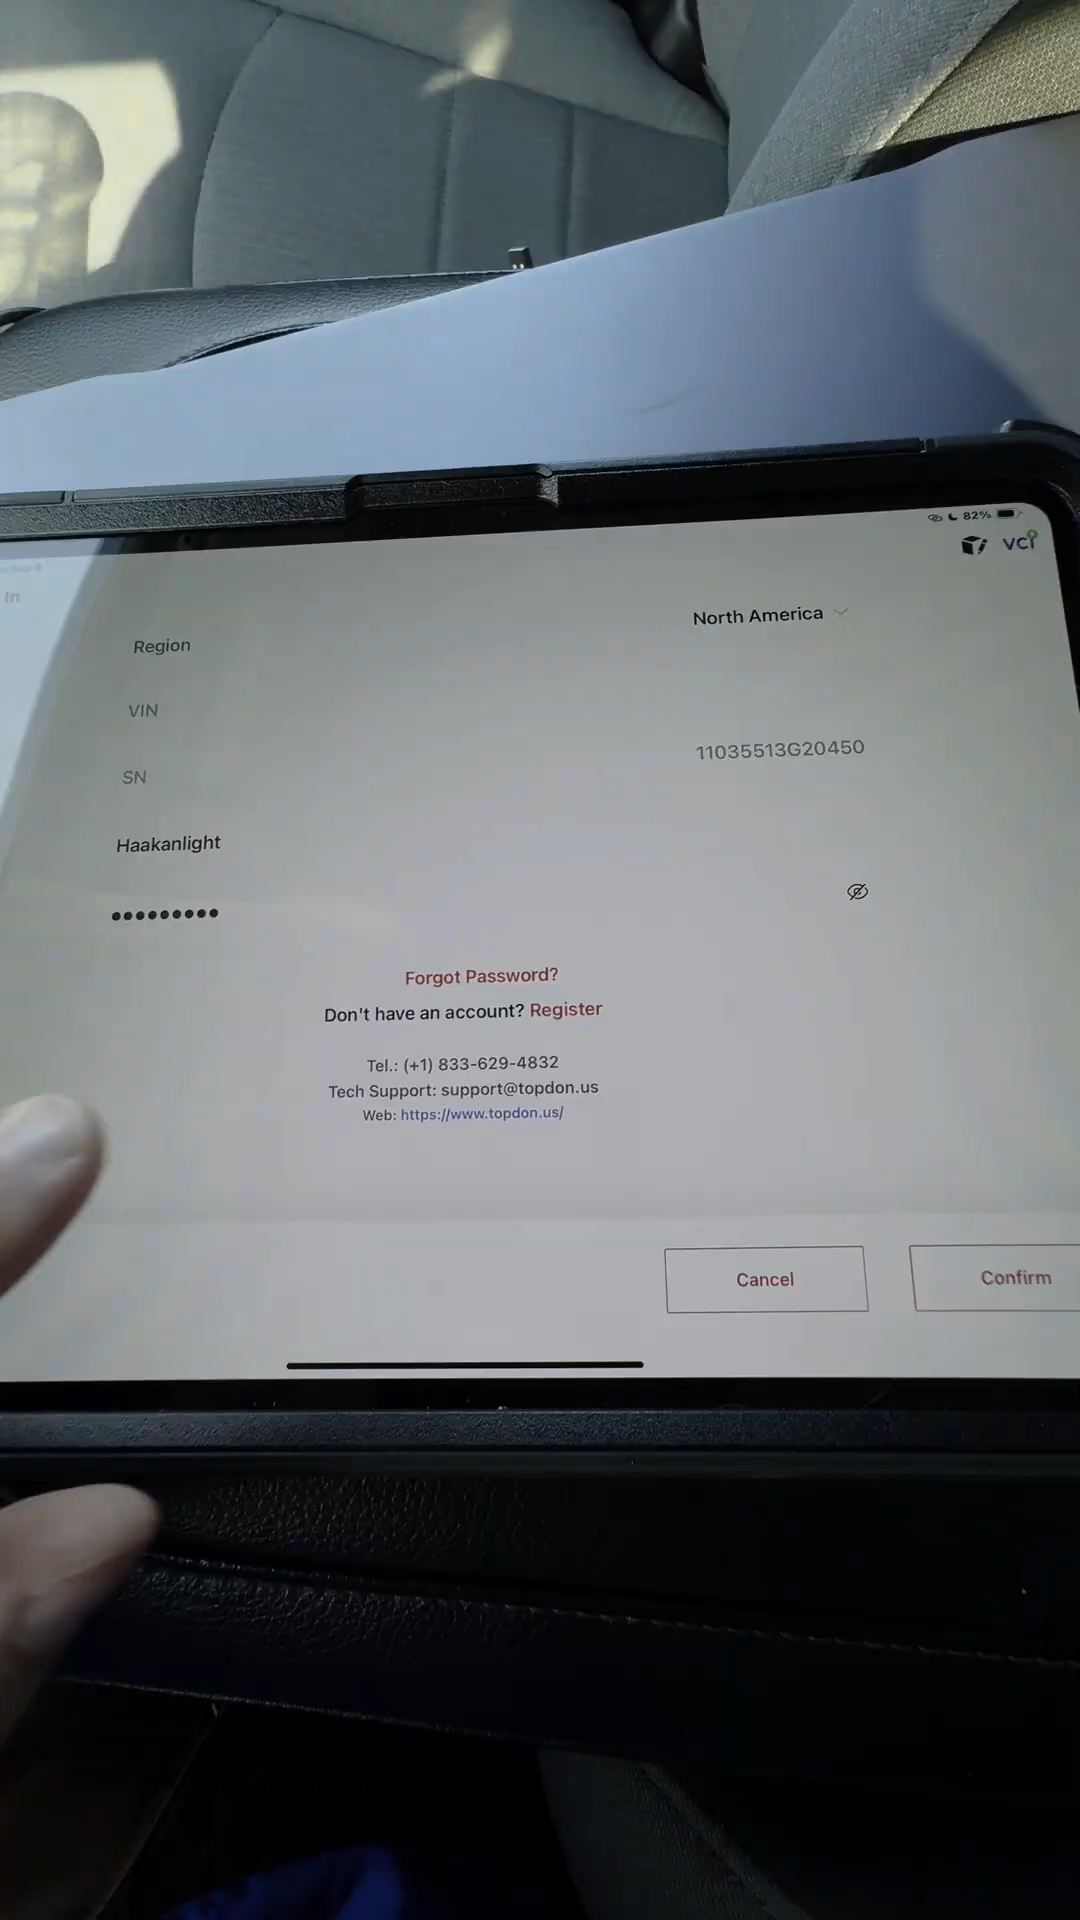 82%
VCI
In
North America
Region
VIN
11035513G20450
SN
Haakanlight
•••••••••
Forgot Password?
Don't have an account? Register
Tel.: (+1) 833-629-4832
Tech Support: support@topdon.us
Web: https://www.topdon.us/
Cancel
Confirm